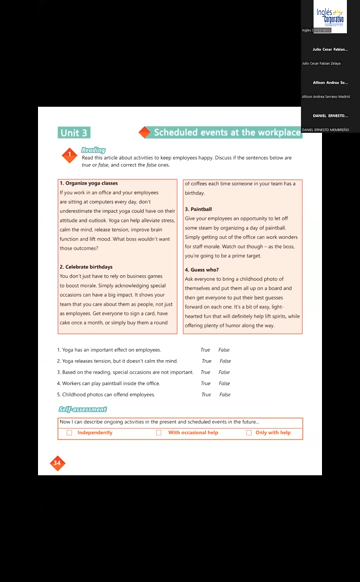 Inglés
Corporativo
Julio Cesar Fabian...
Julio Cesar Fabian Zelaya
Allison Andrea Se...
Allison Andrea Serrano Madrid
DANIEL ERNESTO...
DANIEL ERNESTO MEMBREÑO
Unit 3
Scheduled events at the workplace
Reading
1
Read this article about activities to keep employees happy. Discuss if the sentences below are
true or false, and correct the false ones.
1. Organize yoga classes
If you work in an office and your employees
are sitting at computers every day, don't
underestimate the impact yoga could have on their
attitude and outlook. Yoga can help alleviate stress,
calm the mind, release tension, improve brain
function and lift mood. What boss wouldn't want
those outcomes?
2. Celebrate birthdays
You don't just have to rely on business games
to boost morale. Simply acknowledging special
occasions can have a big impact. It shows your
team that you care about them as people, not just
as employees. Get everyone to sign a card, have
cake once a month, or simply buy them a round
of coffees each time someone in your team has a
birthday.
3. Paintball
Give your employees an opportunity to let off
some steam by organizing a day of paintball.
Simply getting out of the office can work wonders
for staff morale. Watch out though – as the boss,
you're going to be a prime target.
4. Guess who?
Ask everyone to bring a childhood photo of
themselves and put them all up on a board and
then get everyone to put their best guesses
forward on each one. It's a bit of easy, light-
hearted fun that will definitely help lift spirits, while
offering plenty of humor along the way.
1. Yoga has an important effect on employees. True False
2. Yoga releases tension, but it doesn't calm the mind. True False
3. Based on the reading, special occasions are not important. True False
4. Workers can play paintball inside the office. True False
5. Childhood photos can offend employees. True False
Self-assessment
Now I can describe ongoing activities in the present and scheduled events in the future...
Independently With occasional help Only with help
34